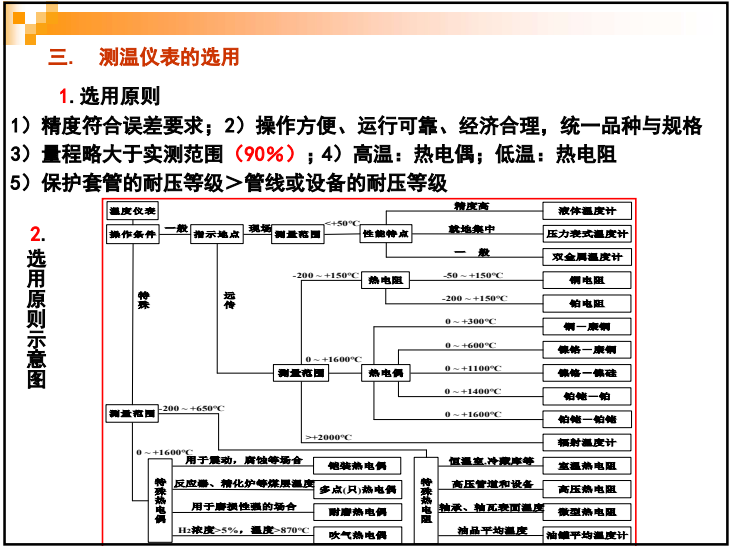 三. 测温仪表的选用
1.选用原则
1）精度符合误差要求；2）操作方便、运行可靠、经济合理，统一品种与规格
3）量程略大于实测范围（90%）；4）高温：热电偶；低温：热电阻
5）保护套管的耐压等级＞管线或设备的耐压等级
2.
选用原则示意图
温度仪表
操作条件
一般
指示地点
现场
测量范围
<+50℃
性能特点
精度高
液体温度计
就地集中
压力表式温度计
一 般
双金属温度计
特殊
远传
-200 ~ +150℃
热电阻
-50 ~ +150℃
铜电阻
-200 ~ +150℃
铂电阻
0 ~ +300℃
铜－康铜
0 ~ +600℃
镍铬－康铜
0 ~ +1600℃
测量范围
热电偶
0 ~ +1100℃
镍铬－镍硅
0 ~ +1400℃
铂铑－铂
0 ~ +1600℃
铂铑－铂铑
测量范围
-200 ~ +650℃
>+2000℃
辐射温度计
0 ~ +1600℃
特殊热电偶
用于震动，腐蚀等场合
铠装热电偶
反应器、精化炉等煤层温度
多点(只)热电偶
用于磨损性强的场合
耐磨热电偶
H2浓度>5%，温度>870℃
吹气热电偶
特殊热电阻
恒温室.冷藏库等
室温热电阻
高压管道和设备
高压热电阻
轴承、轴瓦表面温度
微型热电阻
油品平均温度
油罐平均温度计